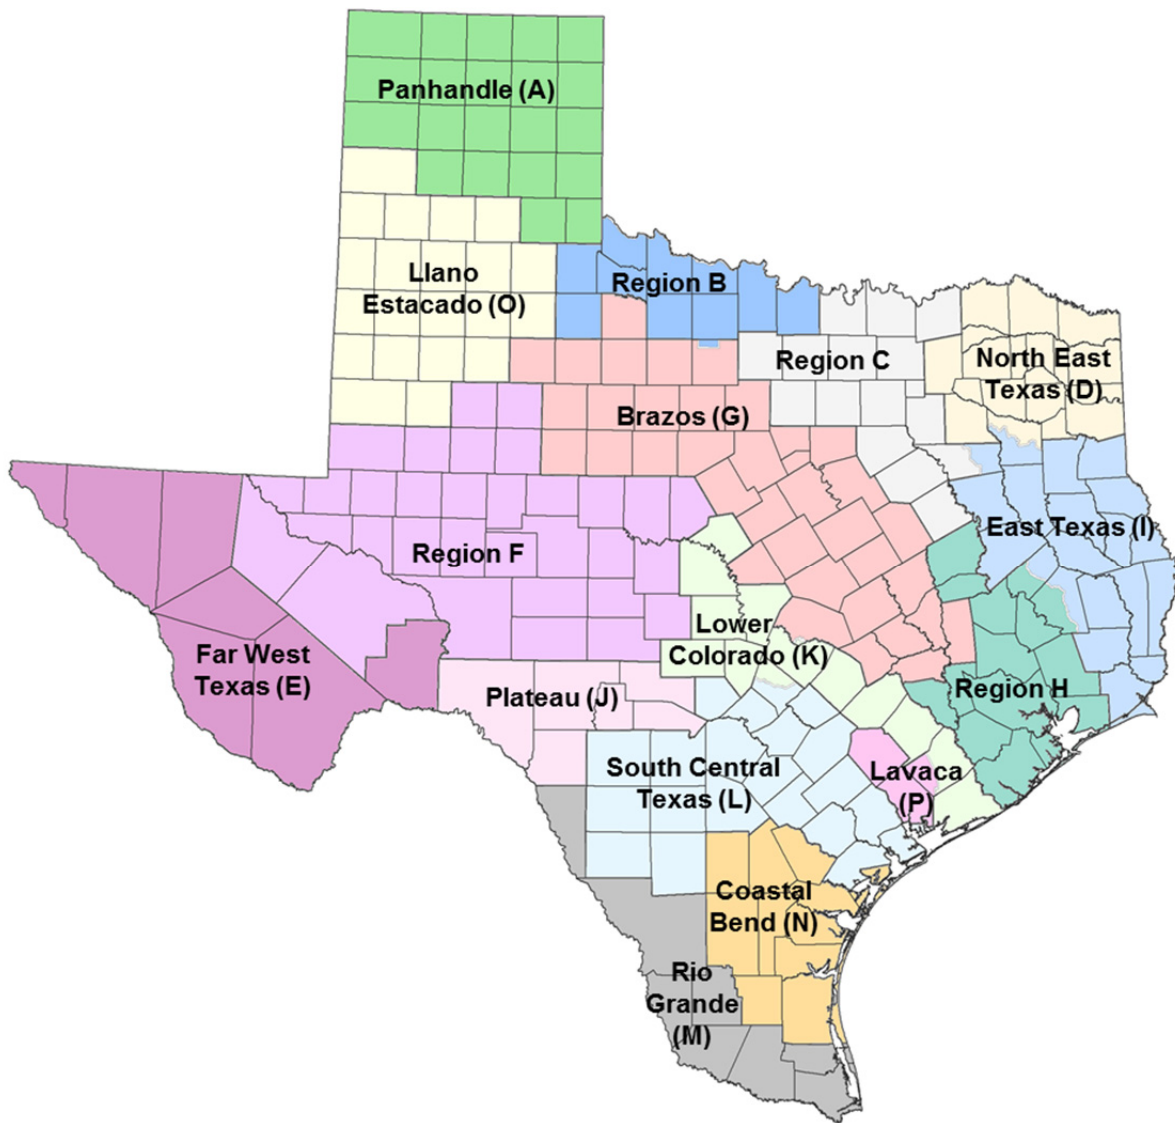 Panhandle (A)
Llano
Estacado (O)
Region B
Region C
North East
Texas (D)
Brazos (G)
East Texas (I)
Region F
Lower
Colorado (K)
Far West
Texas (E)
Plateau (J)
Region H
South Central
Texas (L)
Lavaca
(P)
Coastal
Bend (N)
Rio
Grande
(M)